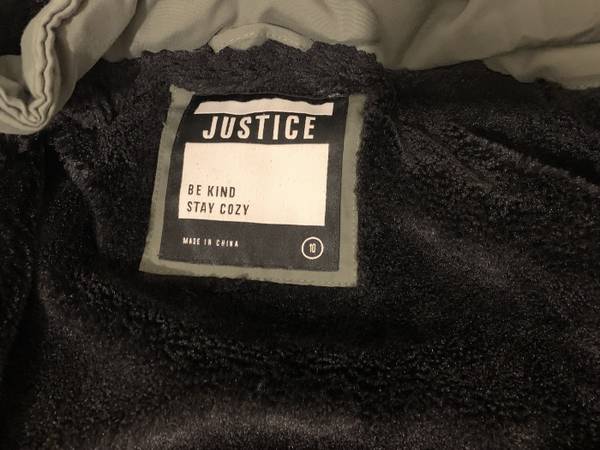 JUSTICE
BE KIND
STAY COZY
MADE IN CHINA
10